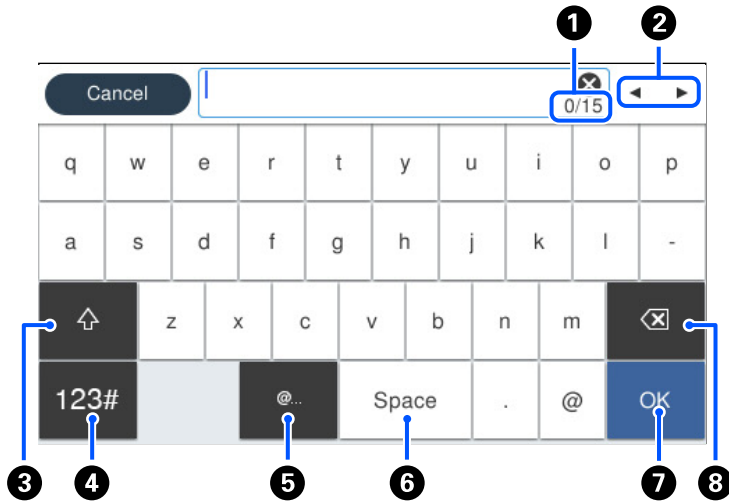 1 2
Cancel 0/15 ◀ ▶
q w e r t y u i o p
a s d f g h j k l -
z x c v b n m
123# @... Space . @ OK
3 4 5 6 7 8